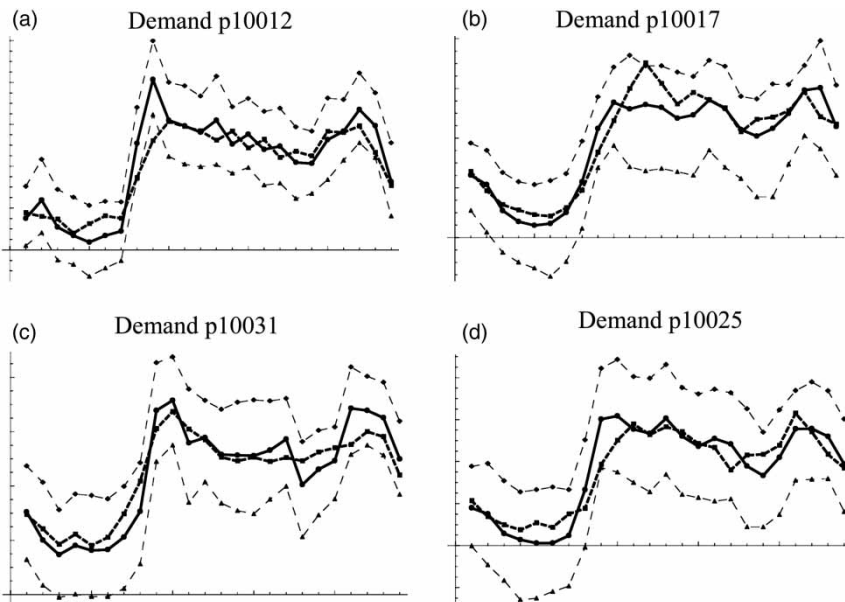 (a)
Demand p10012
(b)
Demand p10017
(c)
Demand p10031
(d)
Demand p10025